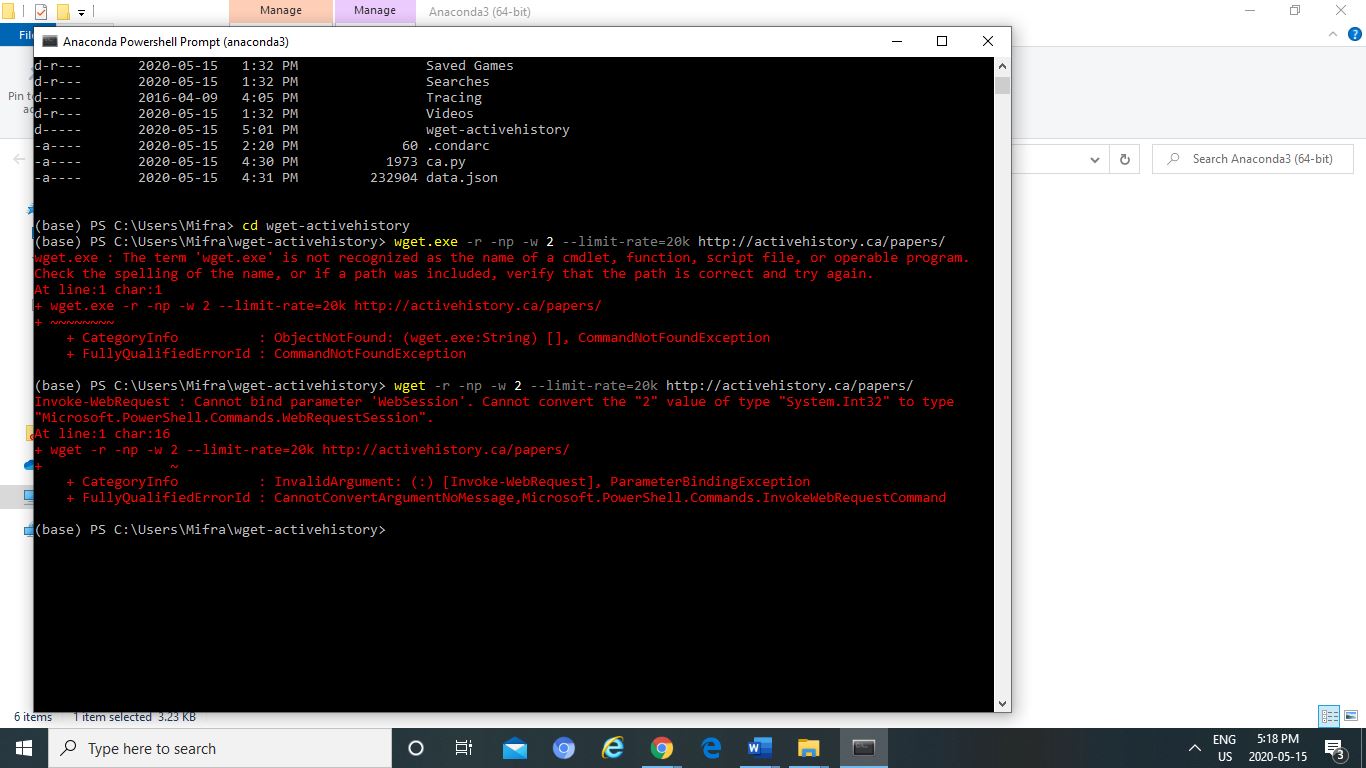 Manage Manage Anaconda3 (64-bit)
Fil
Anaconda Powershell Prompt (anaconda3)
Pin to
ac
Search Anaconda3 (64-bit)
d-r--- 2020-05-15 1:32 PM Saved Games
d-r--- 2020-05-15 1:32 PM Searches
d----- 2016-04-09 4:05 PM Tracing
d-r--- 2020-05-15 1:32 PM Videos
d----- 2020-05-15 5:01 PM wget-activehistory
-a---- 2020-05-15 2:20 PM 60 .condarc
-a---- 2020-05-15 4:30 PM 1973 ca.py
-a---- 2020-05-15 4:31 PM 232904 data.json
(base) PS C:\Users\Mifra> cd wget-activehistory
(base) PS C:\Users\Mifra\wget-activehistory> wget.exe -r -np -w 2 --limit-rate=20k http://activehistory.ca/papers/
wget.exe : The term 'wget.exe' is not recognized as the name of a cmdlet, function, script file, or operable program.
Check the spelling of the name, or if a path was included, verify that the path is correct and try again.
At line:1 char:1
+ wget.exe -r -np -w 2 --limit-rate=20k http://activehistory.ca/papers/
+ ~~~~~~~~
+ CategoryInfo : ObjectNotFound: (wget.exe:String) [], CommandNotFoundException
+ FullyQualifiedErrorId : CommandNotFoundException
(base) PS C:\Users\Mifra\wget-activehistory> wget -r -np -w 2 --limit-rate=20k http://activehistory.ca/papers/
Invoke-WebRequest : Cannot bind parameter 'WebSession'. Cannot convert the "2" value of type "System.Int32" to type
"Microsoft.PowerShell.Commands.WebRequestSession".
At line:1 char:16
+ wget -r -np -w 2 --limit-rate=20k http://activehistory.ca/papers/
+ ~
+ CategoryInfo : InvalidArgument: (:) [Invoke-WebRequest], ParameterBindingException
+ FullyQualifiedErrorId : CannotConvertArgumentNoMessage,Microsoft.PowerShell.Commands.InvokeWebRequestCommand
(base) PS C:\Users\Mifra\wget-activehistory>
6 items 1 item selected 3.23 KB
Type here to search
ENG 5:18 PM
US 2020-05-15 3